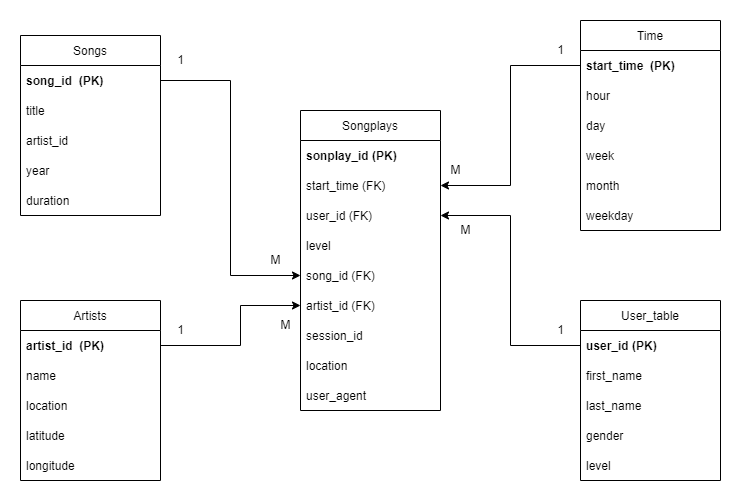 Songs
song_id (PK)
title
artist_id
year
duration
1
M
Artists
artist_id (PK)
name
location
latitude
longitude
1
M
Songplays
sonplay_id (PK)
start_time (FK)
user_id (FK)
level
song_id (FK)
artist_id (FK)
session_id
location
user_agent
Time
start_time (PK)
hour
day
week
month
weekday
1
M
User_table
user_id (PK)
first_name
last_name
gender
level
1
M